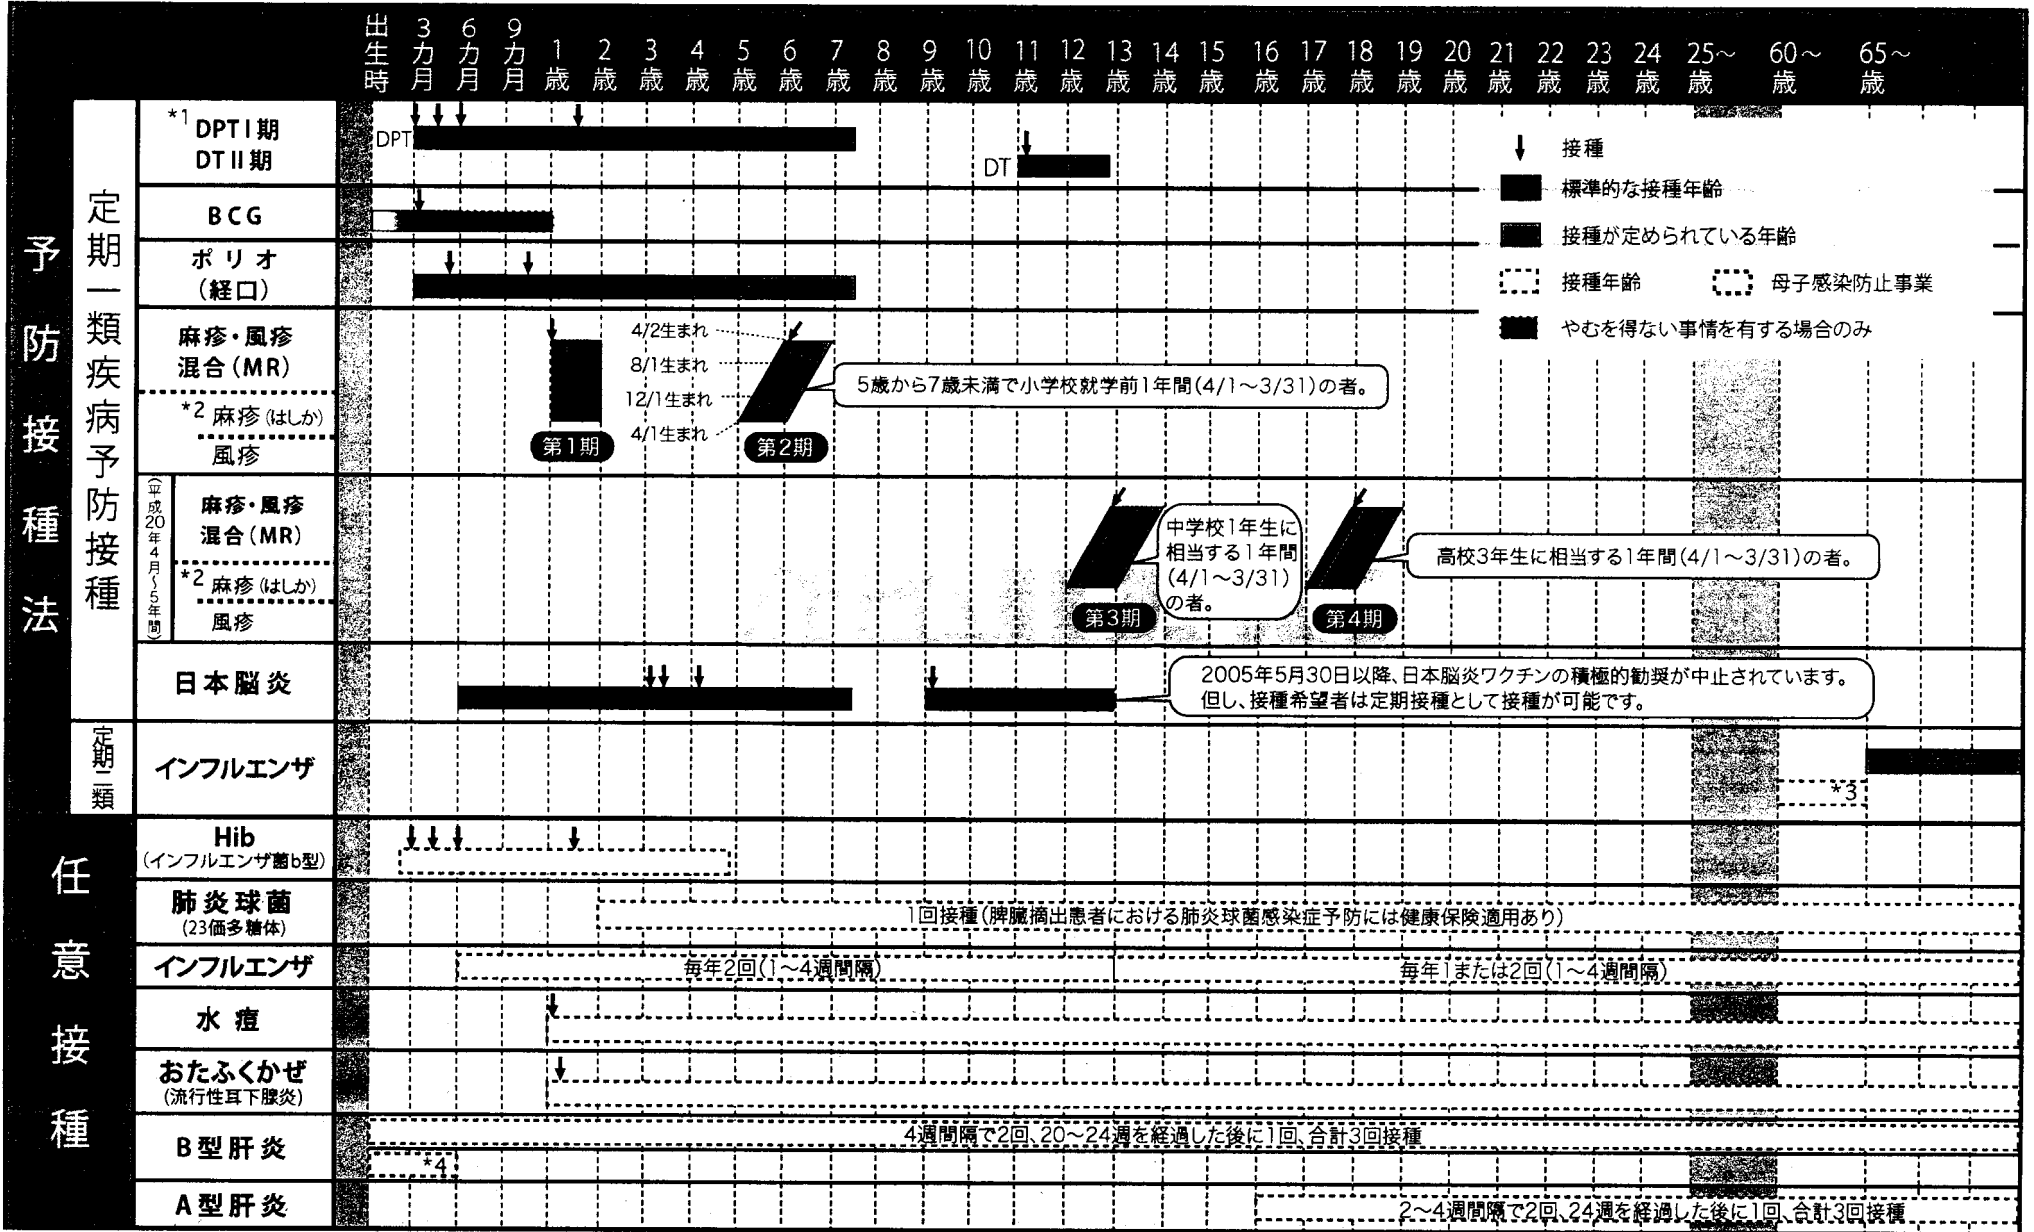 出生時 3カ月 6カ月 9カ月 1歳 2歳 3歳 4歳 5歳 6歳 7歳 8歳 9歳 10歳 11歳 12歳 13歳 14歳 15歳 16歳 17歳 18歳 19歳 20歳 21歳 22歳 23歳 24歳 25～歳 60～歳 65～歳
予防接種法
定期一類疾病予防接種
*1 DPT I期
DT II期
DPT
DT
接種
標準的な接種年齢
接種が定められている年齢
接種年齢 母子感染防止事業
やむを得ない事情を有する場合のみ
BCG
ポリオ
(経口)
麻疹・風疹
混合(MR)
*2 麻疹(はしか)
風疹
4/2生まれ
8/1生まれ
12/1生まれ
4/1生まれ
第1期
第2期
5歳から7歳未満で小学校就学前1年間(4/1～3/31)の者。
(平成20年4月～5年間)
麻疹・風疹
混合(MR)
*2 麻疹(はしか)
風疹
第3期
中学校1年生に
相当する1年間
(4/1～3/31)
の者。
第4期
高校3年生に相当する1年間(4/1～3/31)の者。
日本脳炎
2005年5月30日以降、日本脳炎ワクチンの積極的勧奨が中止されています。
但し、接種希望者は定期接種として接種が可能です。
定期二類
インフルエンザ
*3
任意接種
Hib
(インフルエンザ菌b型)
肺炎球菌
(23価多糖体)
1回接種(脾臓摘出患者における肺炎球菌感染症予防には健康保険適用あり)
インフルエンザ
毎年2回(1～4週間隔)
毎年1または2回(1～4週間隔)
水痘
おたふくかぜ
(流行性耳下腺炎)
B型肝炎
4週間隔で2回、20～24週を経過した後に1回、合計3回接種
*4
A型肝炎
2～4週間隔で2回、24週を経過した後に1回、合計3回接種